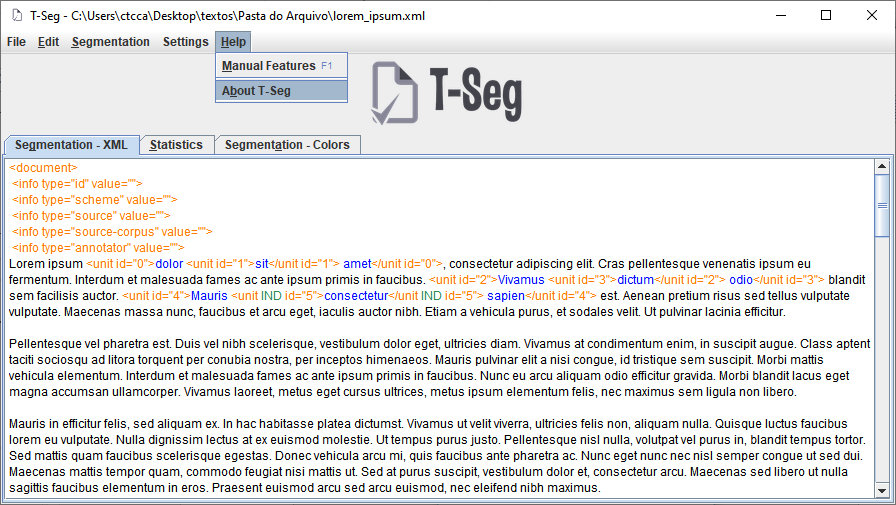 T-Seg - C:\Users\ctcca\Desktop\textos\Pasta do Arquivo\lorem_ipsum.xml
File Edit Segmentation Settings Help
Manual Features F1
About T-Seg
T-Seg
Segmentation - XML Statistics Segmentation - Colors
<document>
<info type="id" value="">
<info type="scheme" value="">
<info type="source" value="">
<info type="source-corpus" value="">
<info type="annotator" value="">
Lorem ipsum <unit id="0">dolor <unit id="1">sit</unit id="1"> amet</unit id="0">, consectetur adipiscing elit. Cras pellentesque venenatis ipsum eu
fermentum. Interdum et malesuada fames ac ante ipsum primis in faucibus. <unit id="2">Vivamus <unit id="3">dictum</unit id="2"> odio</unit id="3"> blandit
sem facilisis auctor. <unit id="4">Mauris <unit IND id="5">consectetur</unit IND id="5"> sapien</unit id="4"> est. Aenean pretium risus sed tellus vulputate
vulputate. Maecenas massa nunc, faucibus et arcu eget, iaculis auctor nibh. Etiam a vehicula purus, et sodales velit. Ut pulvinar lacinia efficitur.
Pellentesque vel pharetra est. Duis vel nibh scelerisque, vestibulum dolor eget, ultricies diam. Vivamus at condimentum enim, in suscipit augue. Class aptent
taciti sociosqu ad litora torquent per conubia nostra, per inceptos himenaeos. Mauris pulvinar elit a nisi congue, id tristique sem suscipit. Morbi mattis
vehicula elementum. Interdum et malesuada fames ac ante ipsum primis in faucibus. Nunc eu arcu aliquam odio efficitur gravida. Morbi blandit lacus eget
magna accumsan ullamcorper. Vivamus laoreet, metus eget cursus ultrices, metus ipsum elementum felis, nec maximus sem ligula non libero.
Mauris in efficitur felis, sed aliquam ex. In hac habitasse platea dictumst. Vivamus ut velit viverra, ultricies felis non, aliquam nulla. Quisque luctus faucibus
lorem eu vulputate. Nulla dignissim lectus at ex euismod molestie. Ut tempus purus justo. Pellentesque nisl nulla, volutpat vel purus in, blandit tempus tortor.
Sed mattis quam faucibus scelerisque egestas. Donec vehicula arcu mi, quis faucibus ante pharetra ac. Nunc eget nunc nec nisl semper congue ut sed dui.
Maecenas mattis tempor quam, commodo feugiat nisi mattis ut. Sed at purus suscipit, vestibulum dolor et, consectetur arcu. Maecenas sed libero ut nulla
sagittis faucibus elementum in eros. Praesent euismod arcu sed arcu euismod, nec eleifend nibh maximus.